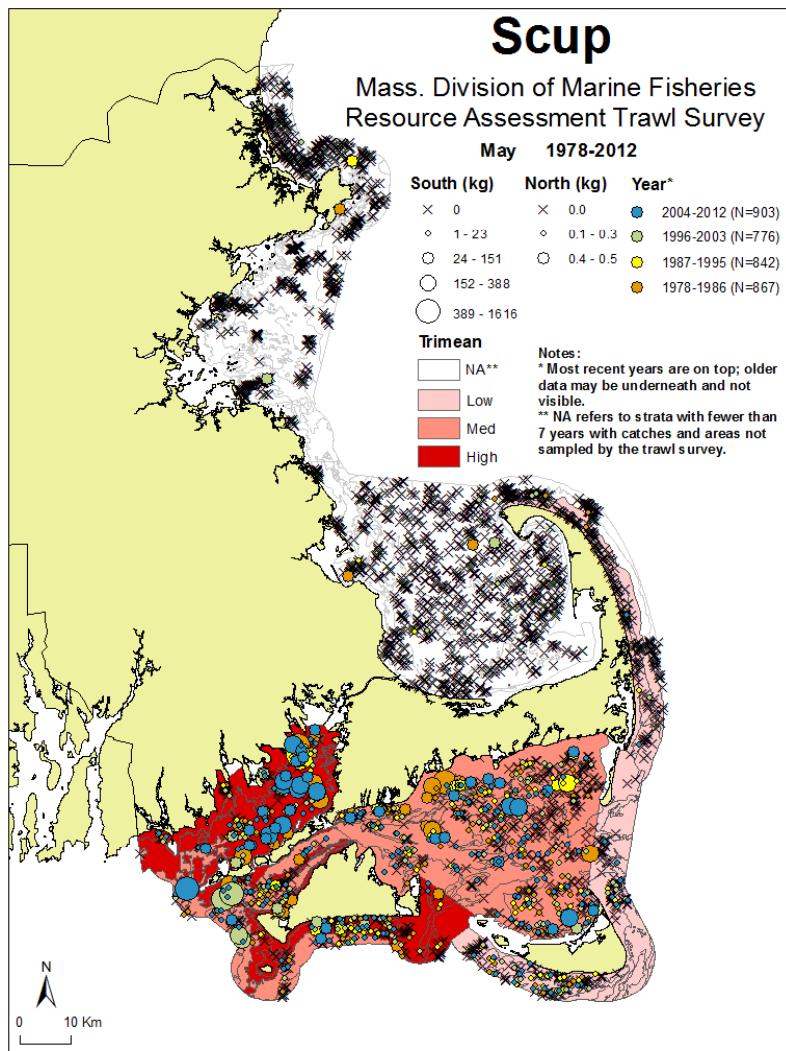 Scup
Mass. Division of Marine Fisheries
Resource Assessment Trawl Survey
May 1978-2012
South (kg)
0
1 - 23
24 - 151
152 - 388
389 - 1616
North (kg)
0.0
0.1 - 0.3
0.4 - 0.5
Year*
2004-2012 (N=903)
1996-2003 (N=776)
1987-1995 (N=842)
1978-1986 (N=867)
Trimean
NA**
Low
Med
High
Notes:
* Most recent years are on top; older
data may be underneath and not
visible.
** NA refers to strata with fewer than
7 years with catches and areas not
sampled by the trawl survey.
N
0 10 Km